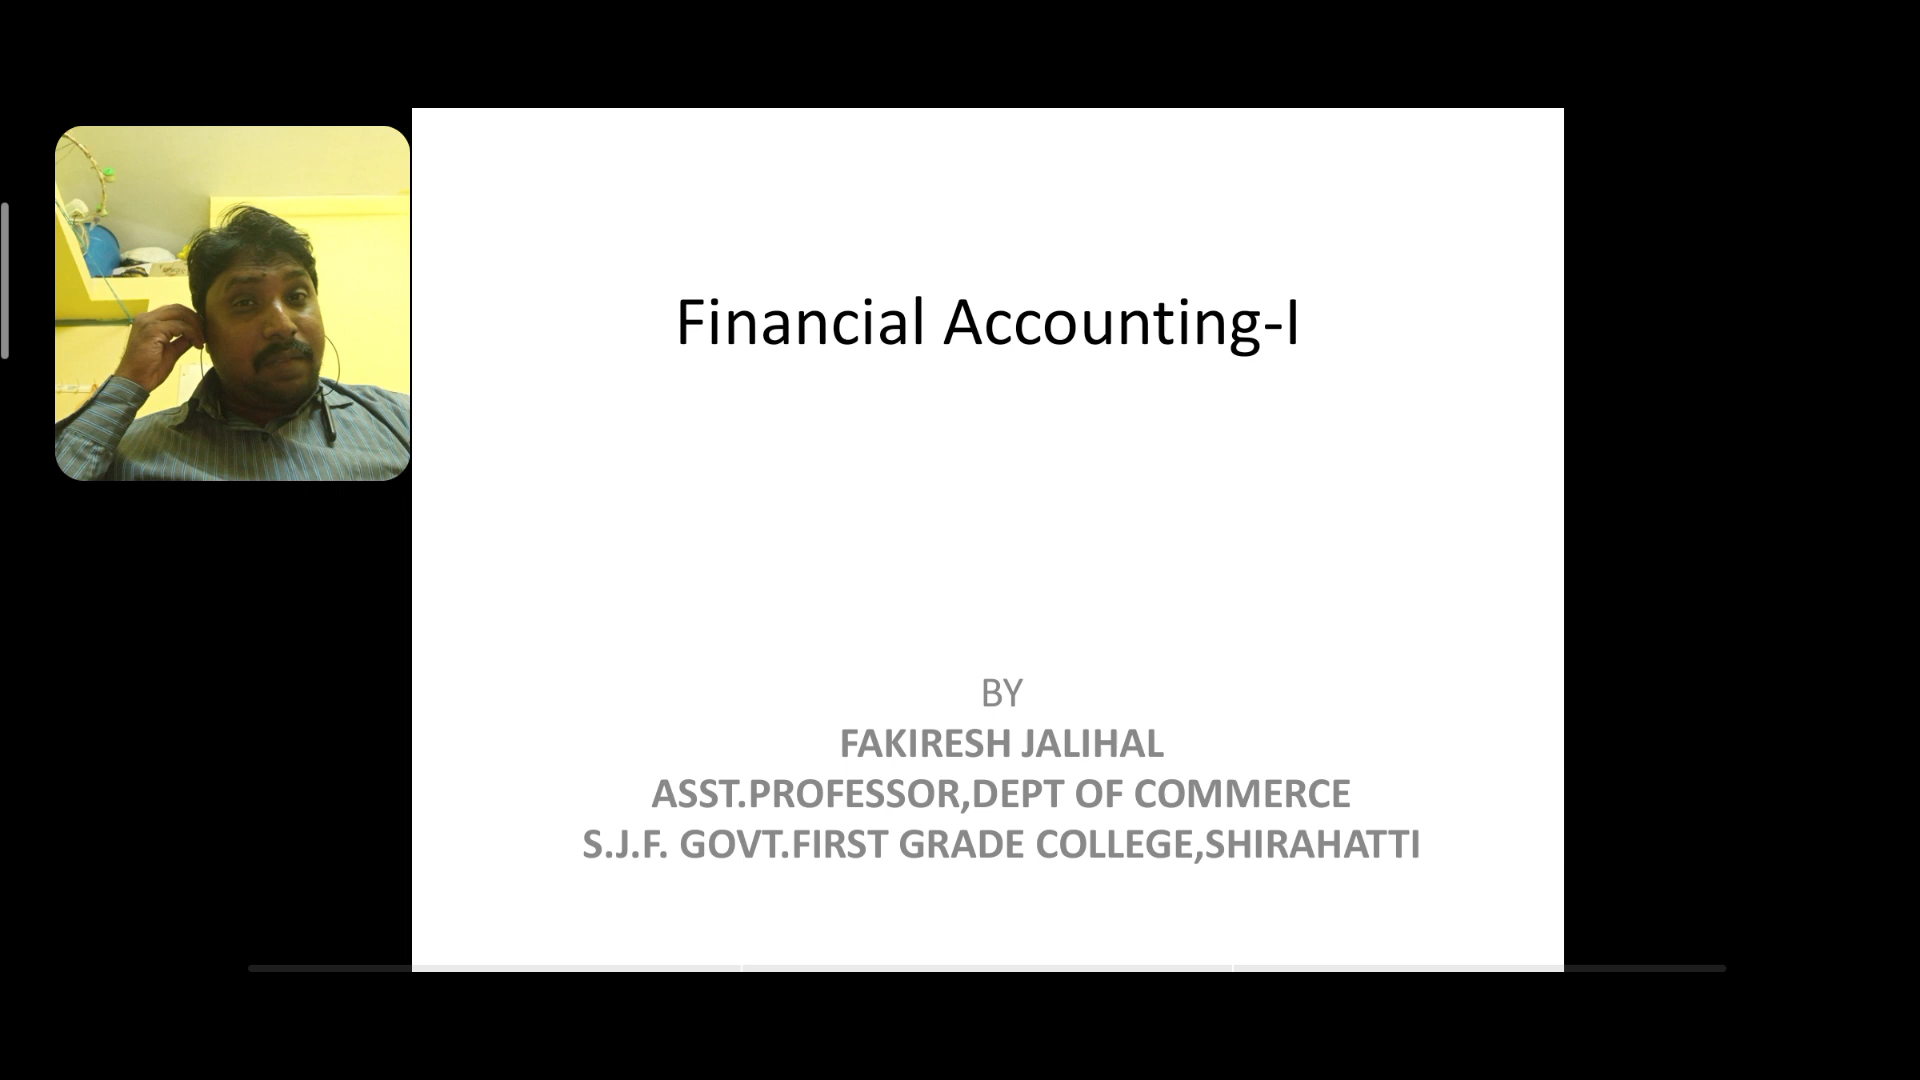 Financial Accounting-I
BY
FAKIRESH JALIHAL
ASST.PROFESSOR,DEPT OF COMMERCE
S.J.F. GOVT.FIRST GRADE COLLEGE,SHIRAHATTI